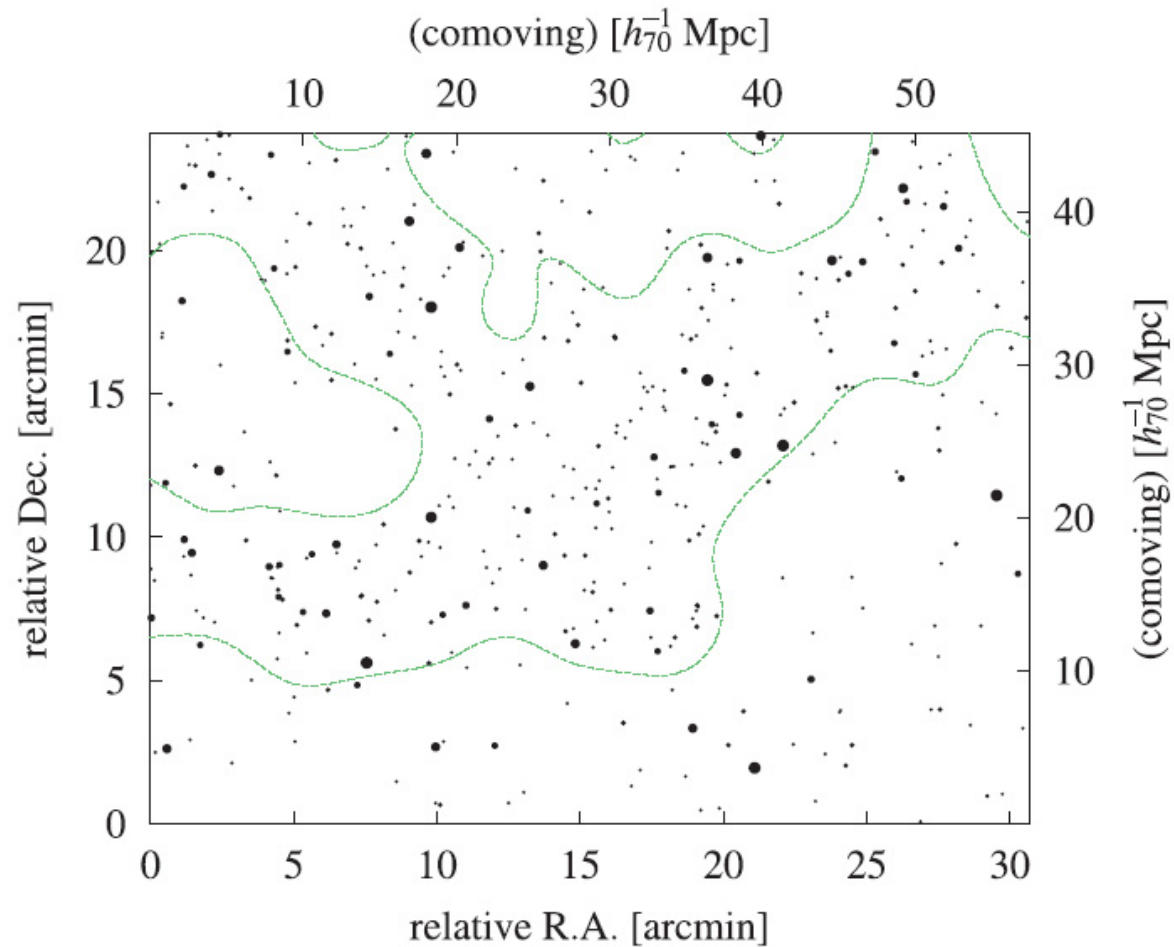 (comoving) [h₇₀⁻¹ Mpc]
10 20 30 40 50
20
15
10
5
0
relative Dec. [arcmin]
40
30
20
10
(comoving) [h₇₀⁻¹ Mpc]
0 5 10 15 20 25 30
relative R.A. [arcmin]